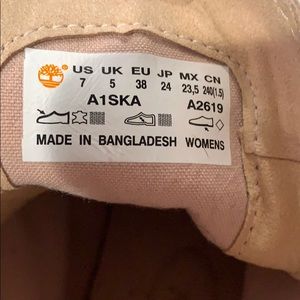 US UK EU JP MX CN
7 5 38 24 23,5 240(1.5)
A1SKA A2619
MADE IN BANGLADESH WOMENS